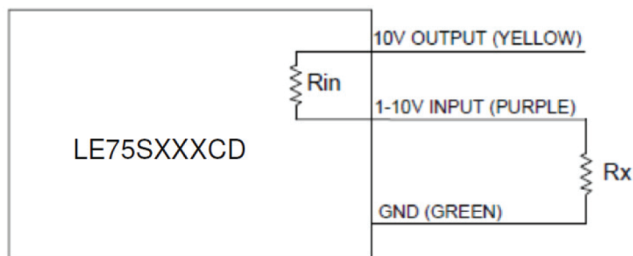 10V OUTPUT (YELLOW)
Rin
1-10V INPUT (PURPLE)
LE75SXXXCD
Rx
GND (GREEN)